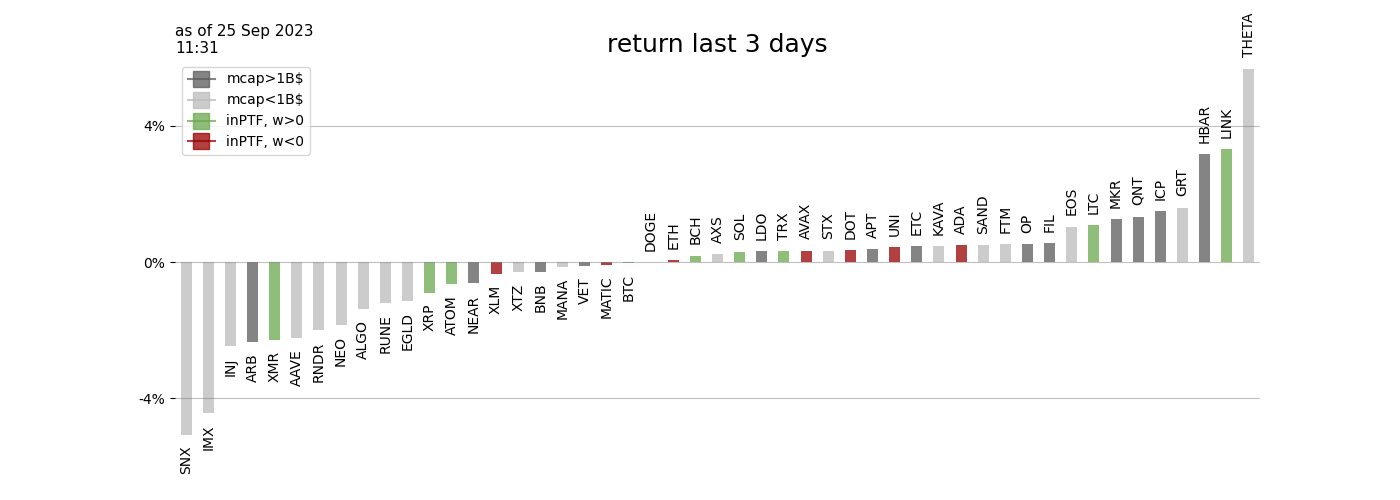 as of 25 Sep 2023
11:31
return last 3 days
mcap>1B$
mcap<1B$
inPTF, w>0
inPTF, w<0
4%
0%
-4%
SNX
IMX
INJ
ARB
XMR
AAVE
RNDR
NEO
ALGO
RUNE
EGLD
XRP
ATOM
NEAR
XLM
XTZ
BNB
MANA
VET
MATIC
BTC
DOGE
ETH
BCH
AXS
SOL
LDO
TRX
AVAX
STX
DOT
APT
UNI
ETC
KAVA
ADA
SAND
FTM
OP
FIL
EOS
LTC
MKR
QNT
ICP
GRT
HBAR
LINK
THETA